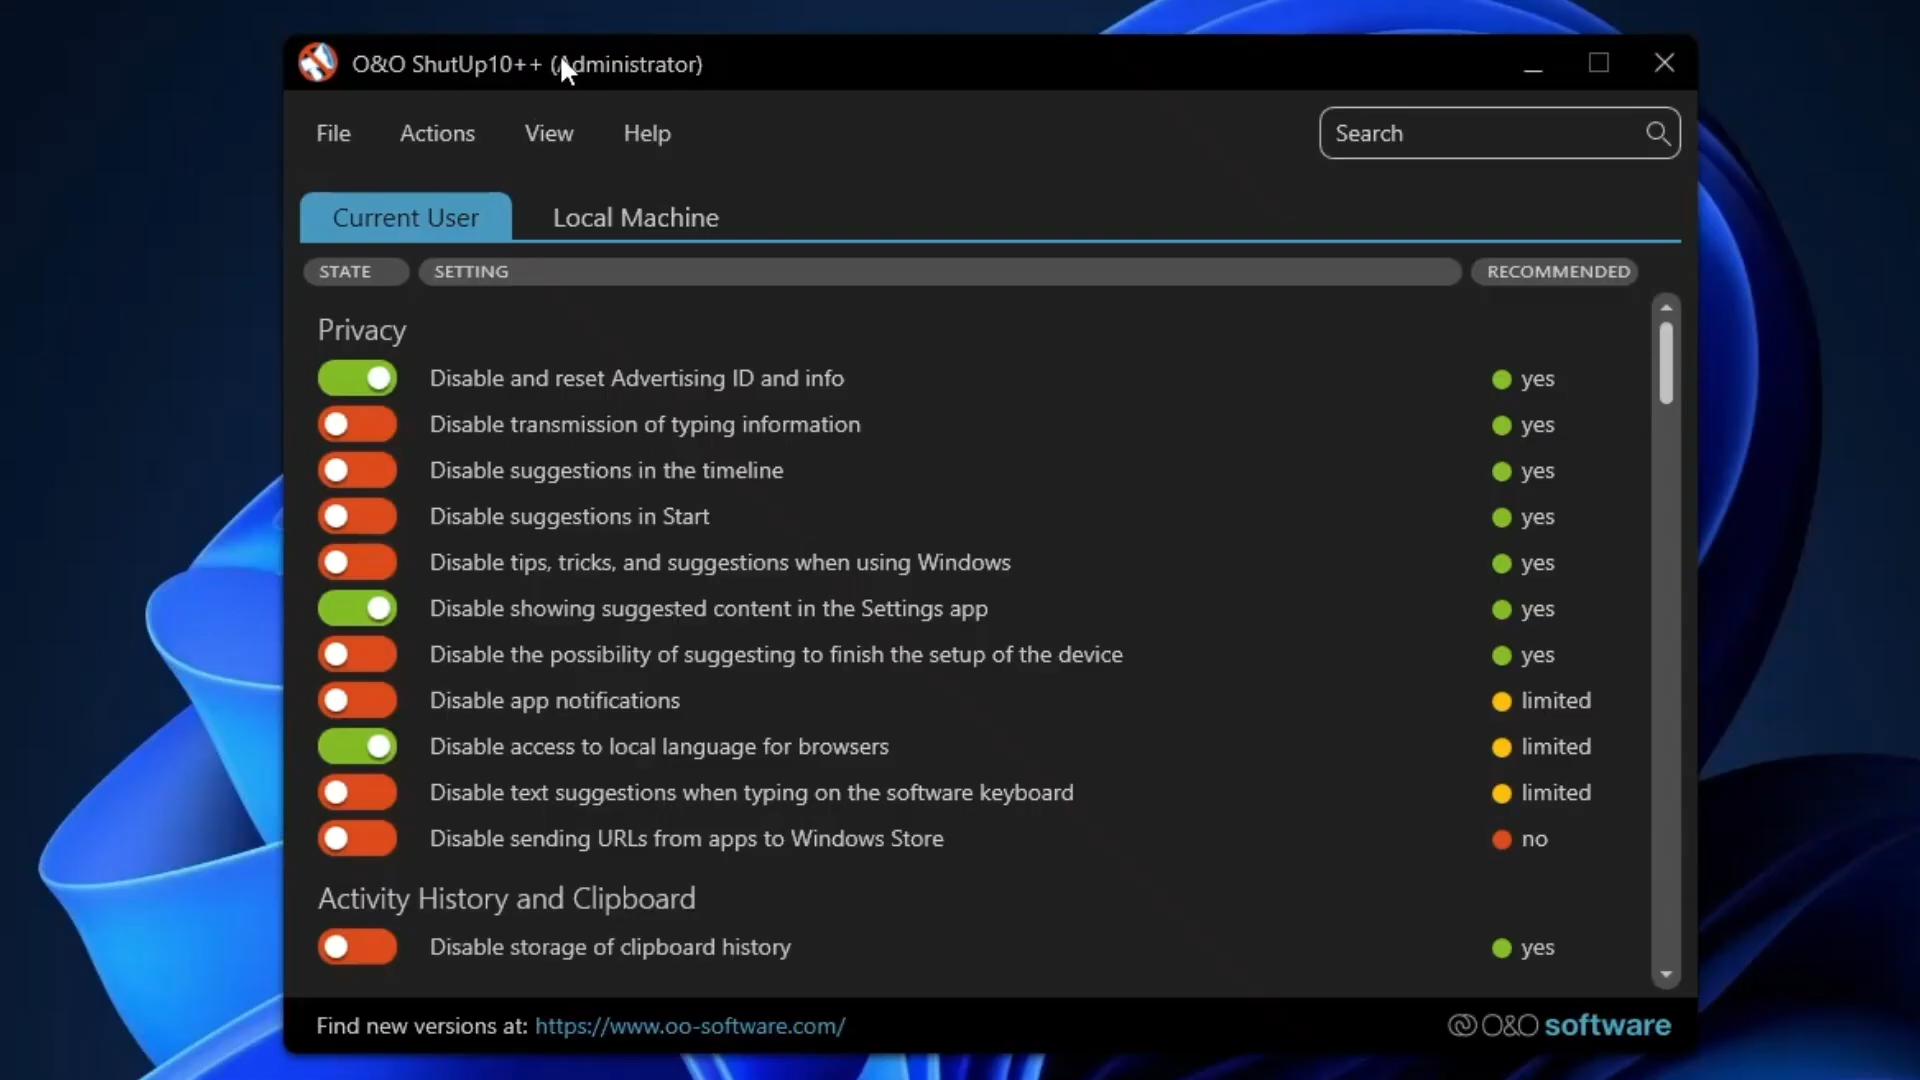 O&O ShutUp10++ (Administrator)
File Actions View Help Search
Current User Local Machine
STATE SETTING RECOMMENDED
Privacy
Disable and reset Advertising ID and info yes
Disable transmission of typing information yes
Disable suggestions in the timeline yes
Disable suggestions in Start yes
Disable tips, tricks, and suggestions when using Windows yes
Disable showing suggested content in the Settings app yes
Disable the possibility of suggesting to finish the setup of the device yes
Disable app notifications limited
Disable access to local language for browsers limited
Disable text suggestions when typing on the software keyboard limited
Disable sending URLs from apps to Windows Store no
Activity History and Clipboard
Disable storage of clipboard history yes
Find new versions at: https://www.oo-software.com/ O&O software